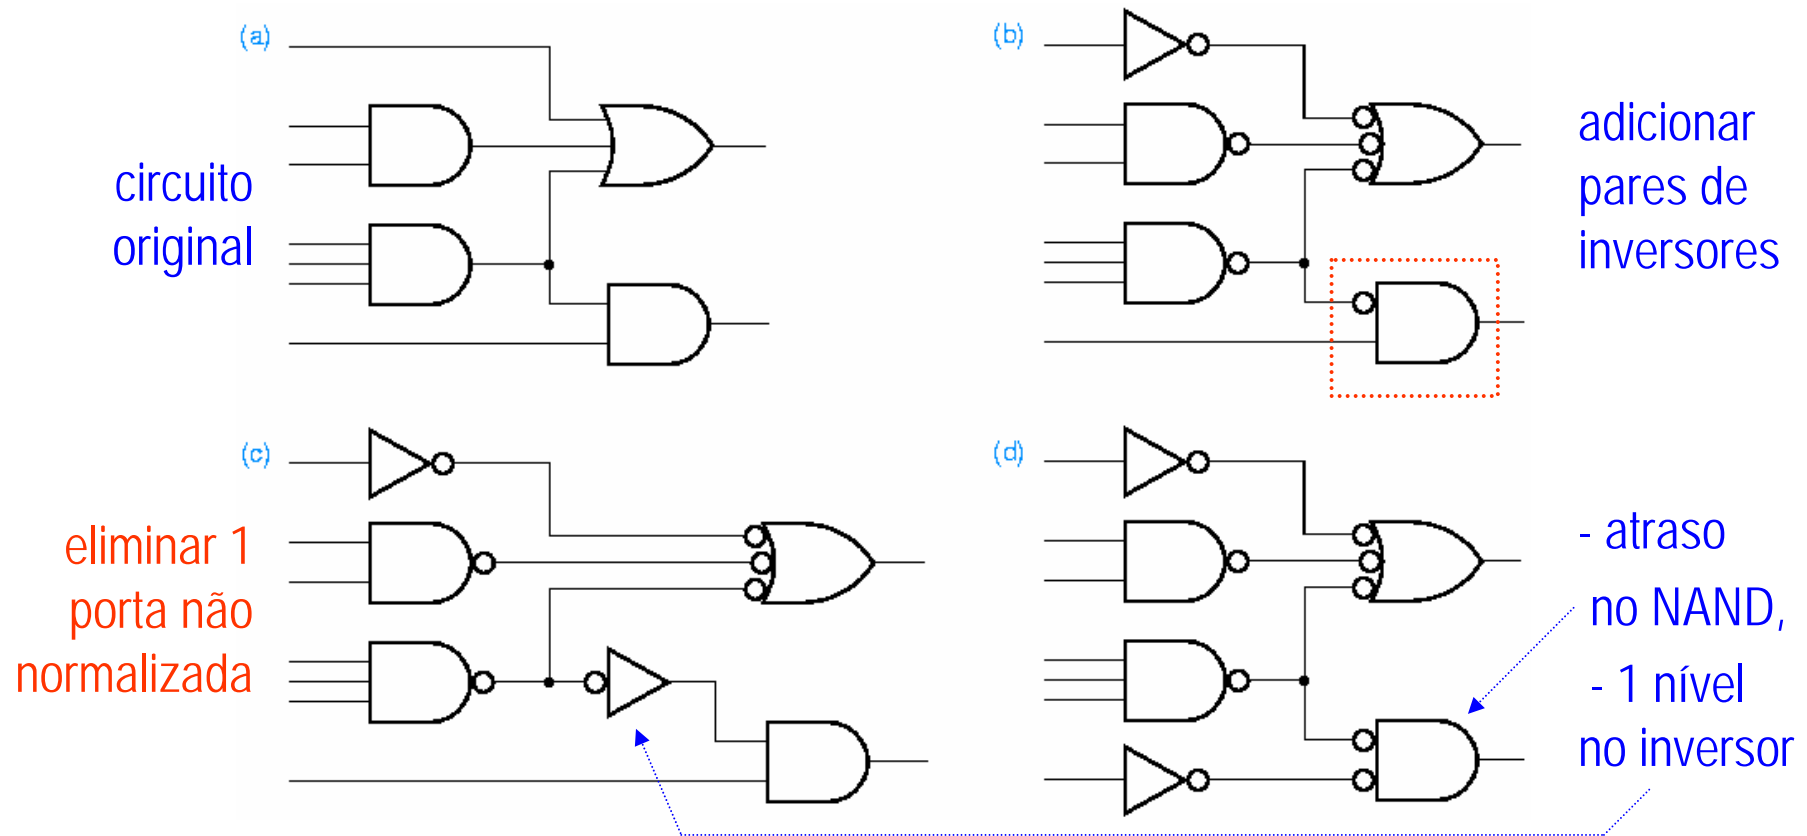 (a)
circuito
original
(b)
adicionar
pares de
inversores
(c)
eliminar 1
porta não
normalizada
(d)
- atraso
no NAND,
- 1 nível
no inversor